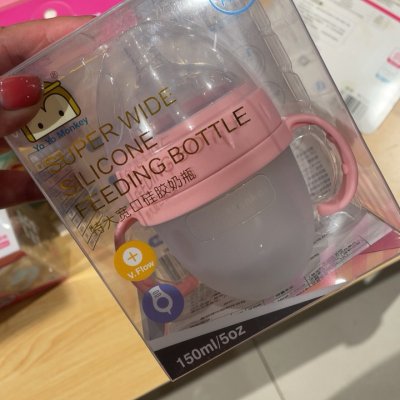 Yo Yo Monkey
SUPER WIDE
SILICONE
FEEDING BOTTLE
特大宽口硅胶奶瓶
V. Flow
150ml/5oz